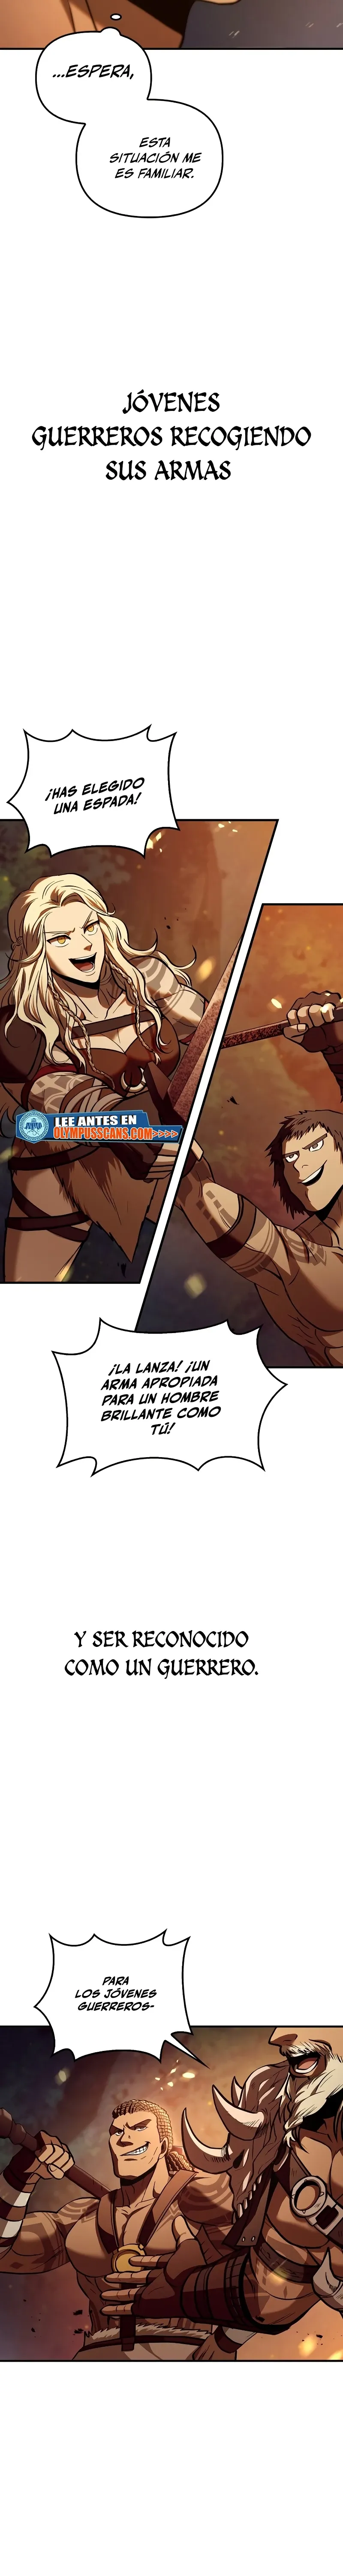 ...ESPERA,
ESTA
SITUACIÓN ME
ES FAMILIAR.
JÓVENES
GUERREROS RECOGIENDO
SUS ARMAS
¡HAS ELEGIDO
UNA ESPADA!
LEE ANTES EN
OLYMPUSSCANS.COM>>>>
¡LA LANZA! ¡UN
ARMA APROPIADA
PARA UN HOMBRE
BRILLANTE COMO
TÚ!
Y SER RECONOCIDO
COMO UN GUERRERO.
PARA
LOS JÓVENES
GUERREROS-